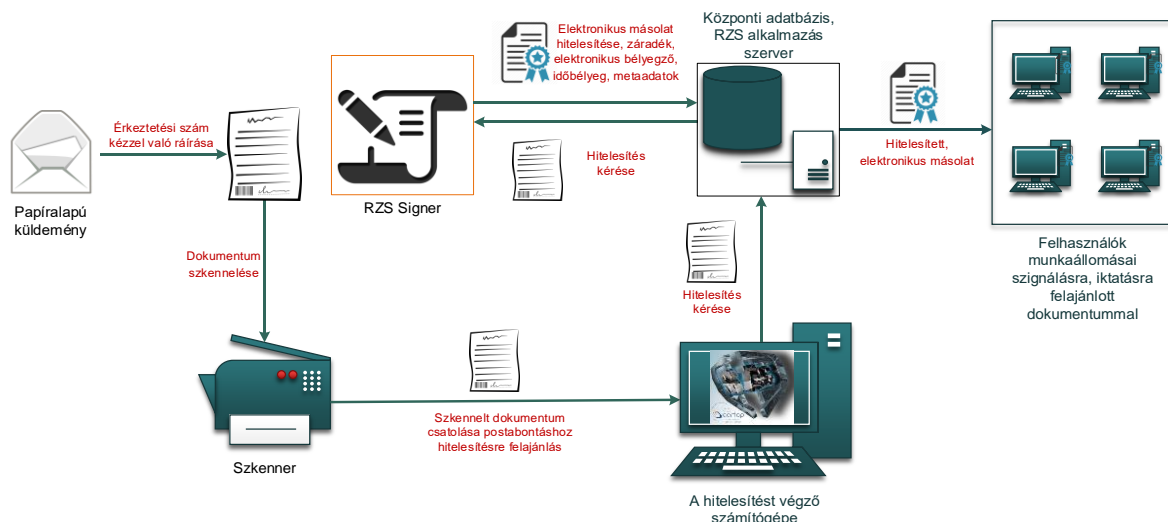 Központi adatbázis,
RZS alkalmazás
szerver
Elektronikus másolat
hitelesítése, záradék,
elektronikus bélyegző,
időbélyeg, metaadatok
Érkeztetési szám
kézzel való ráírása
Hitelesített,
elektronikus másolat
Hitelesítés
kérése
RZS Signer
Papíralapú
küldemény
Felhasználók
munkaállomásai
szignálásra, iktatásra
felajánlott
dokumentummal
Dokumentum
szkennelése
Hitelesítés
kérése
Szkennelt dokumentum
csatolása postabontáshoz
hitelesítésre felajánlás
Szkenner
A hitelesítést végző
számítógépe